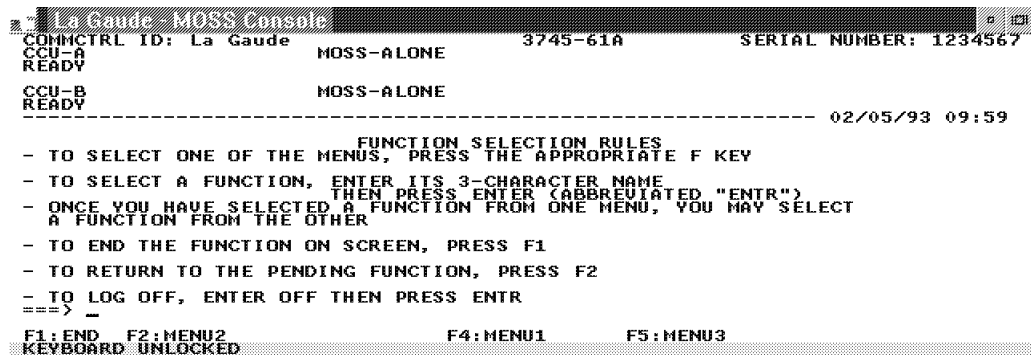 La Gaude - MOSS Console
COMMCTRL ID: La Gaude 3745-61A SERIAL NUMBER: 1234567
CCU-A MOSS-ALONE
READY
CCU-B MOSS-ALONE
READY
---------------------------------------------------------------- 02/05/93 09:59
FUNCTION SELECTION RULES
- TO SELECT ONE OF THE MENUS, PRESS THE APPROPRIATE F KEY
- TO SELECT A FUNCTION, ENTER ITS 3-CHARACTER NAME
THEN PRESS ENTER (ABBREVIATED "ENTR")
- ONCE YOU HAVE SELECTED A FUNCTION FROM ONE MENU, YOU MAY SELECT
A FUNCTION FROM THE OTHER
- TO END THE FUNCTION ON SCREEN, PRESS F1
- TO RETURN TO THE PENDING FUNCTION, PRESS F2
- TO LOG OFF, ENTER OFF THEN PRESS ENTR
===> _
F1:END F2:MENU2 F4:MENU1 F5:MENU3
KEYBOARD UNLOCKED